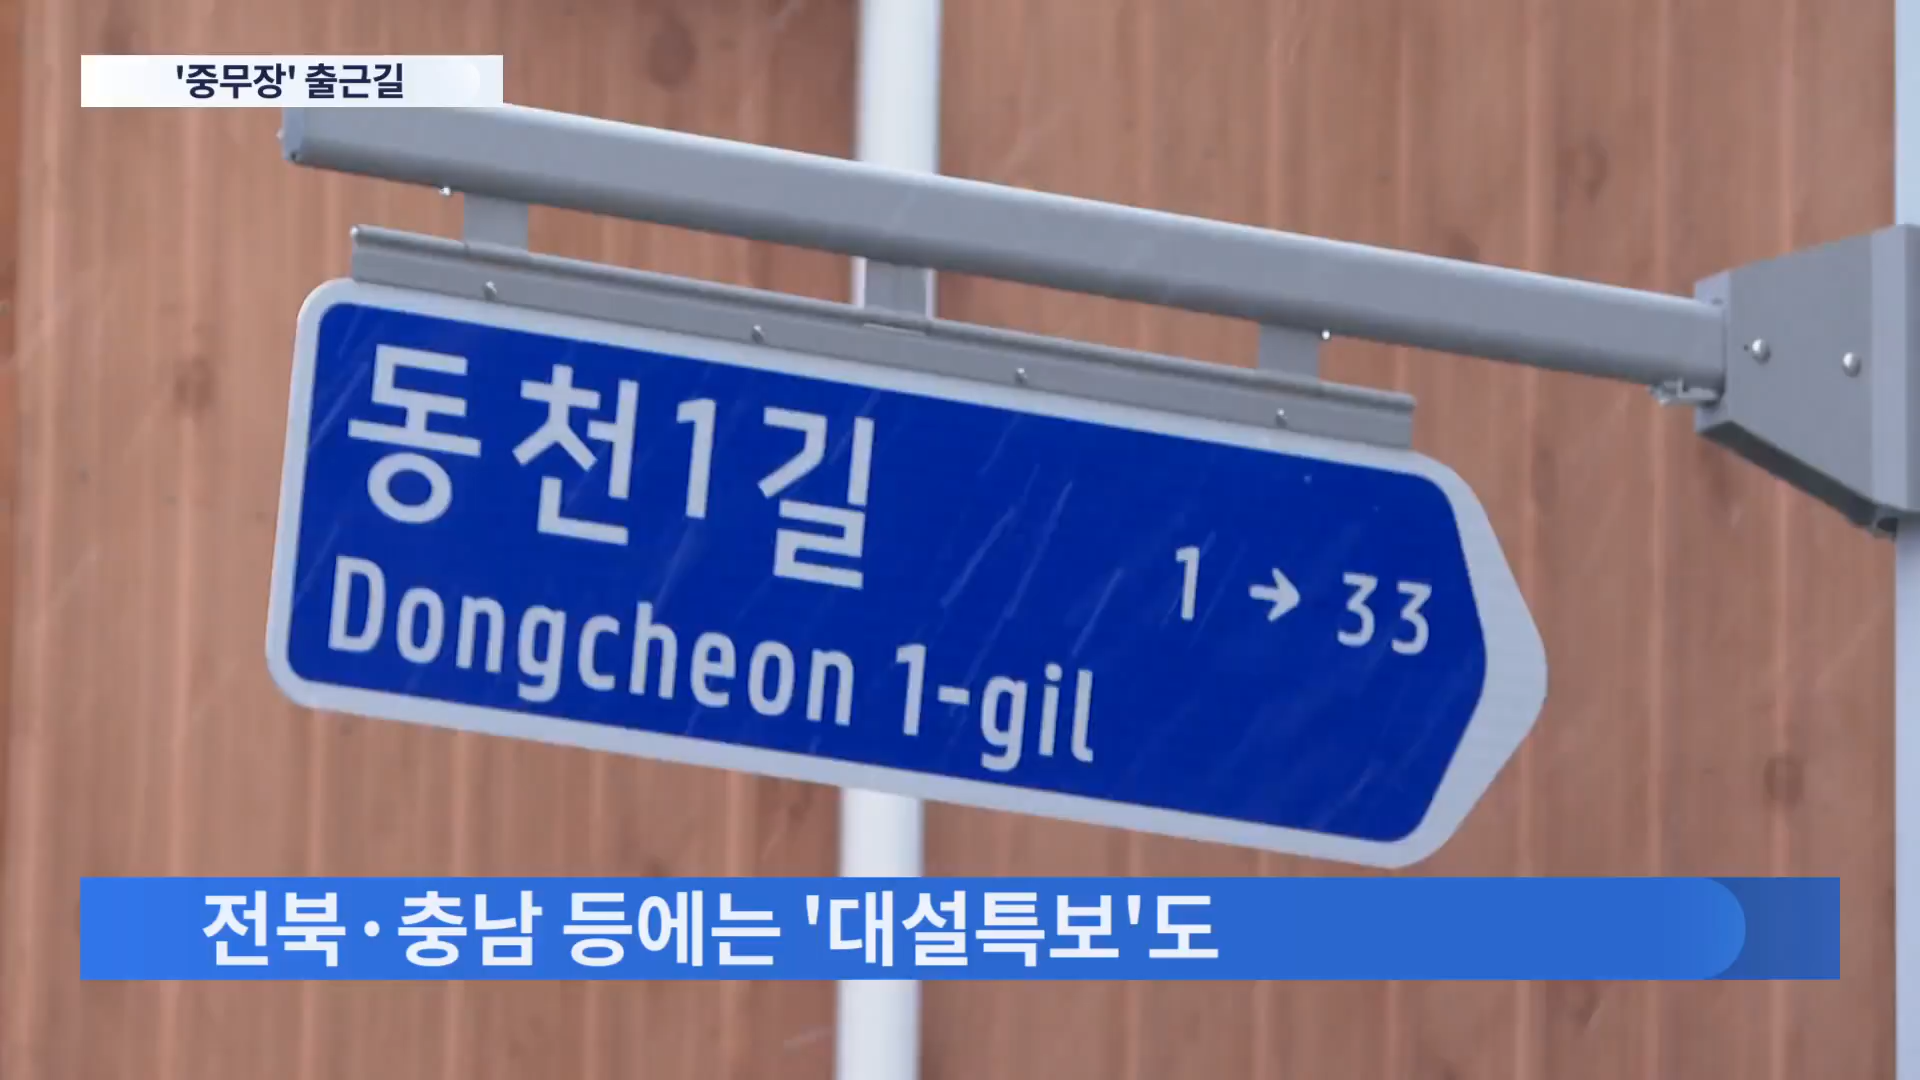 '중무장' 출근길
동천1길
1 → 33
Dongcheon 1-gil
전북·충남 등에는 '대설특보'도